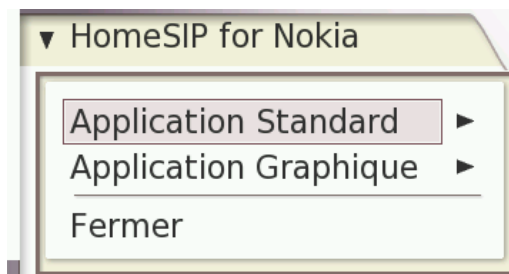 HomeSIP for Nokia
Application Standard
Application Graphique
Fermer